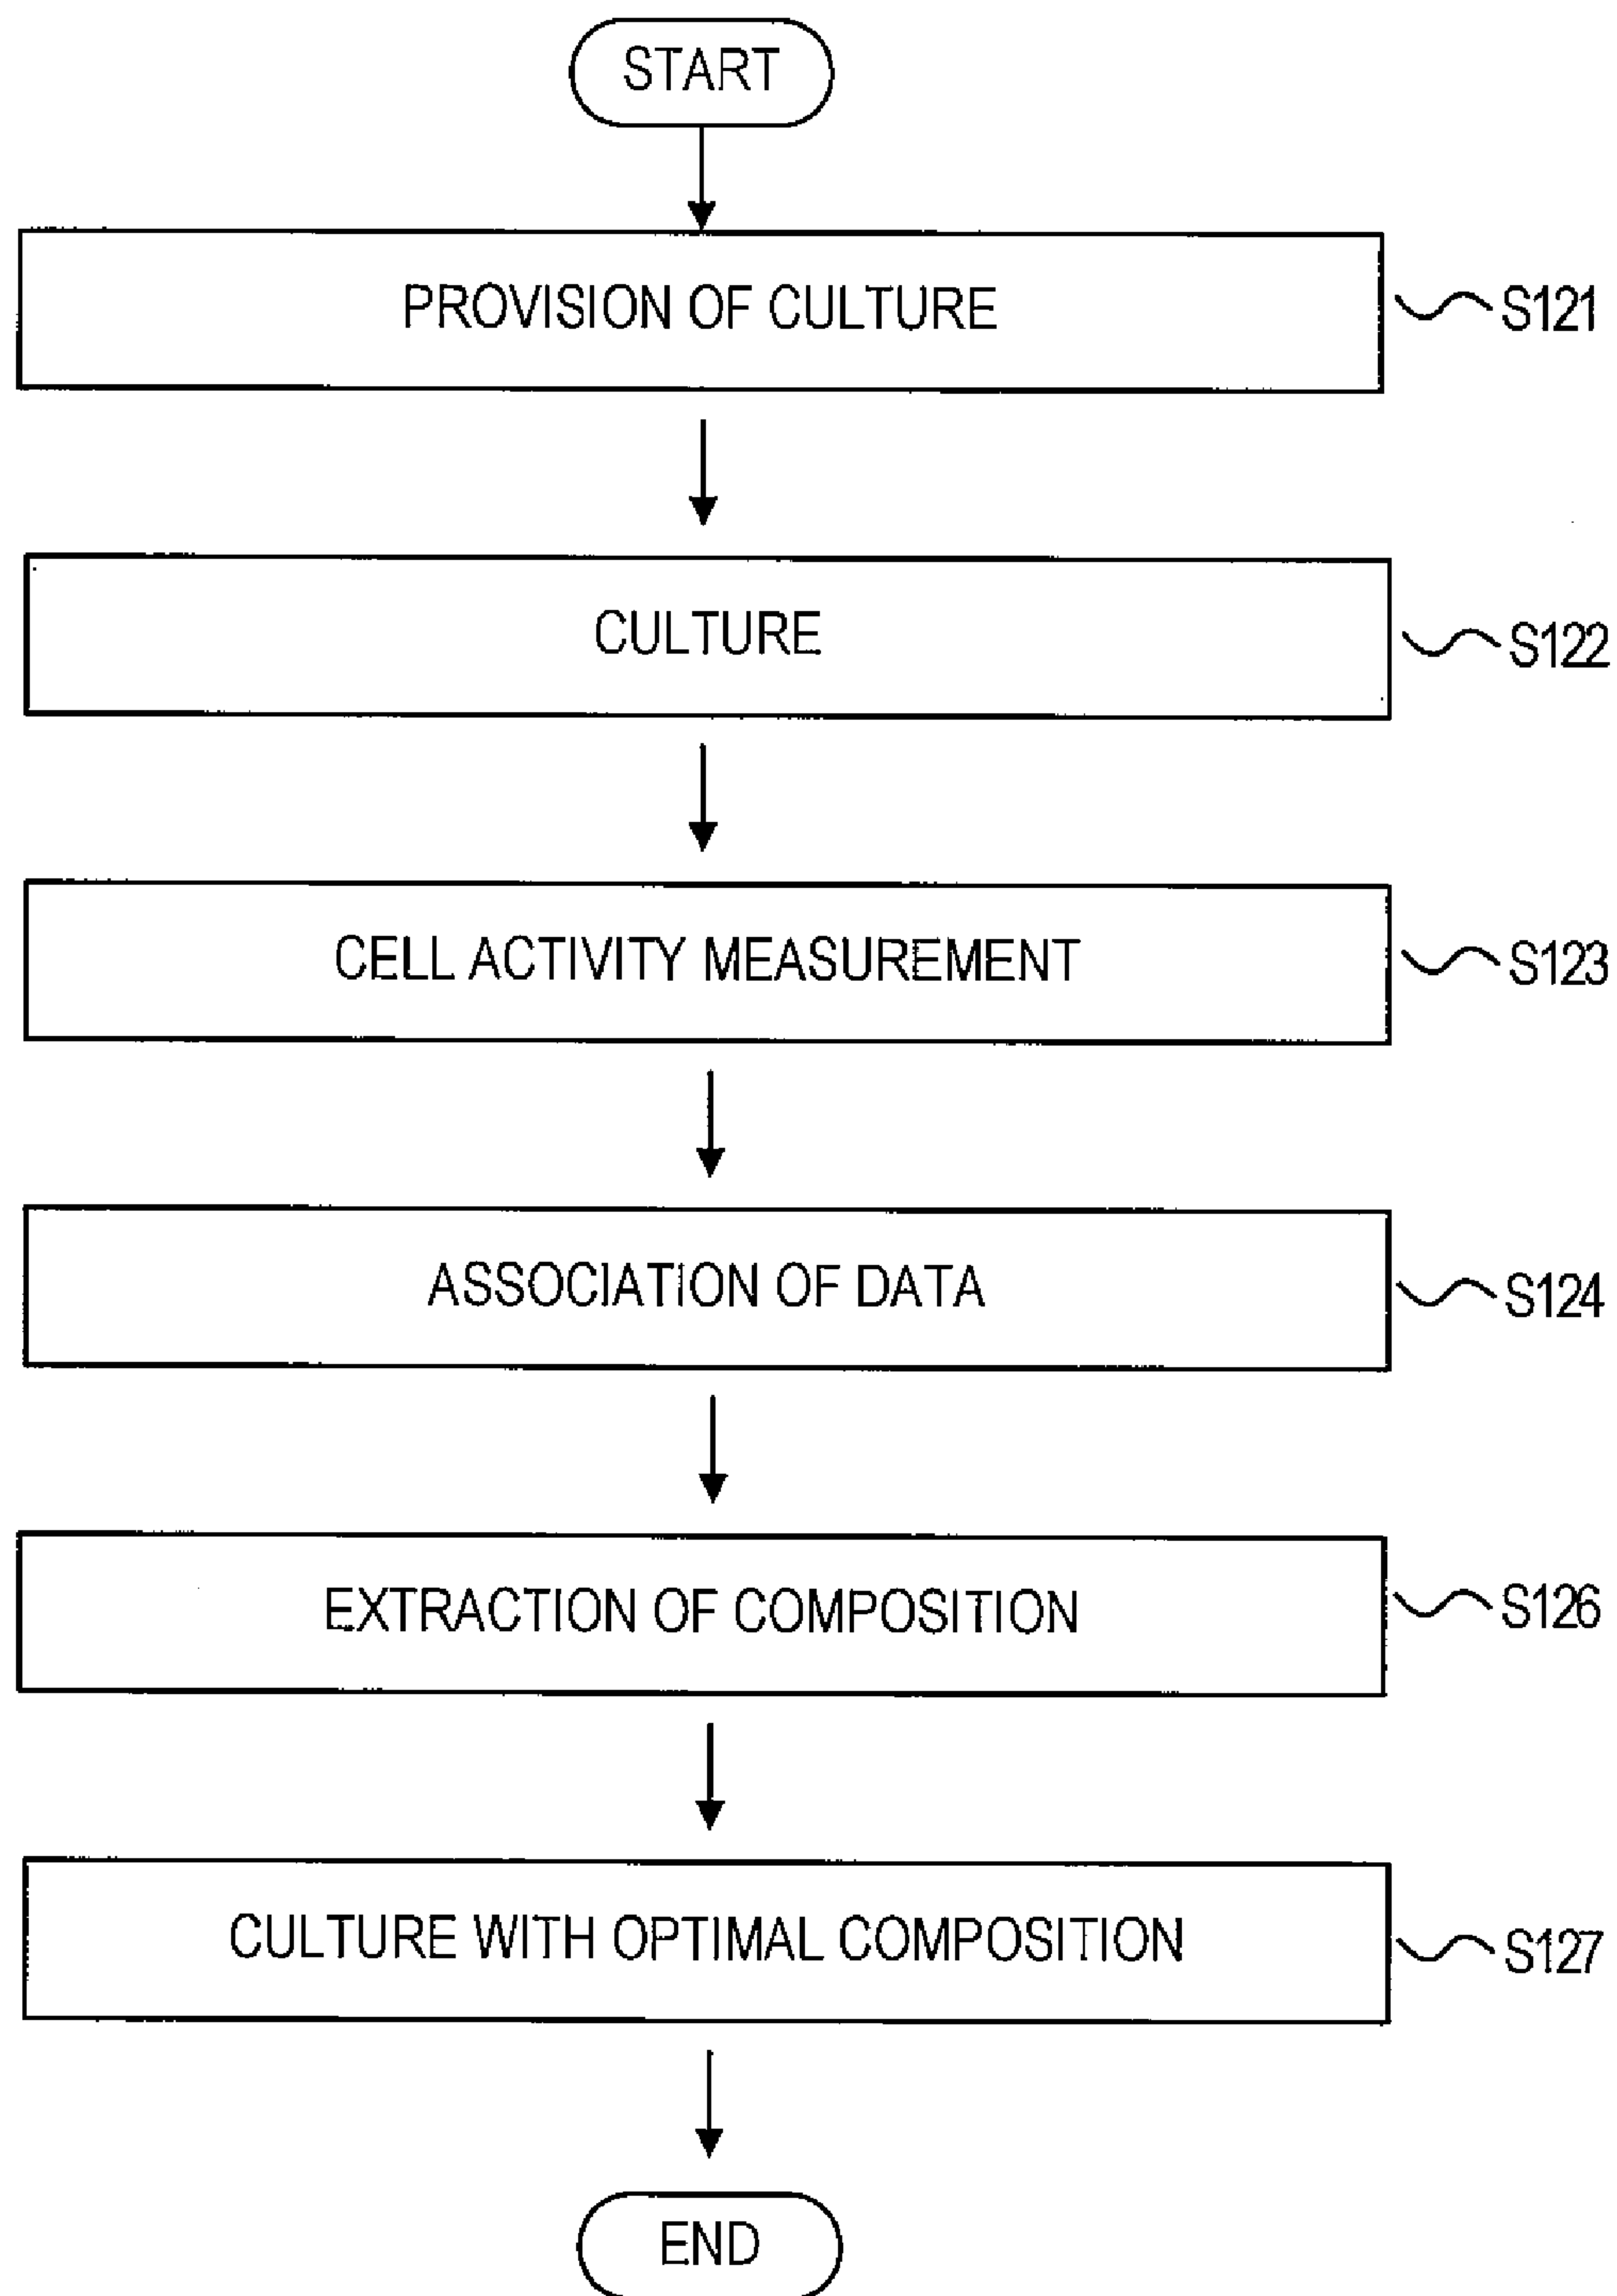 START
PROVISION OF CULTURE
S121
CULTURE
S122
CELL ACTIVITY MEASUREMENT
S123
ASSOCIATION OF DATA
S124
EXTRACTION OF COMPOSITION
S126
CULTURE WITH OPTIMAL COMPOSITION
S127
END